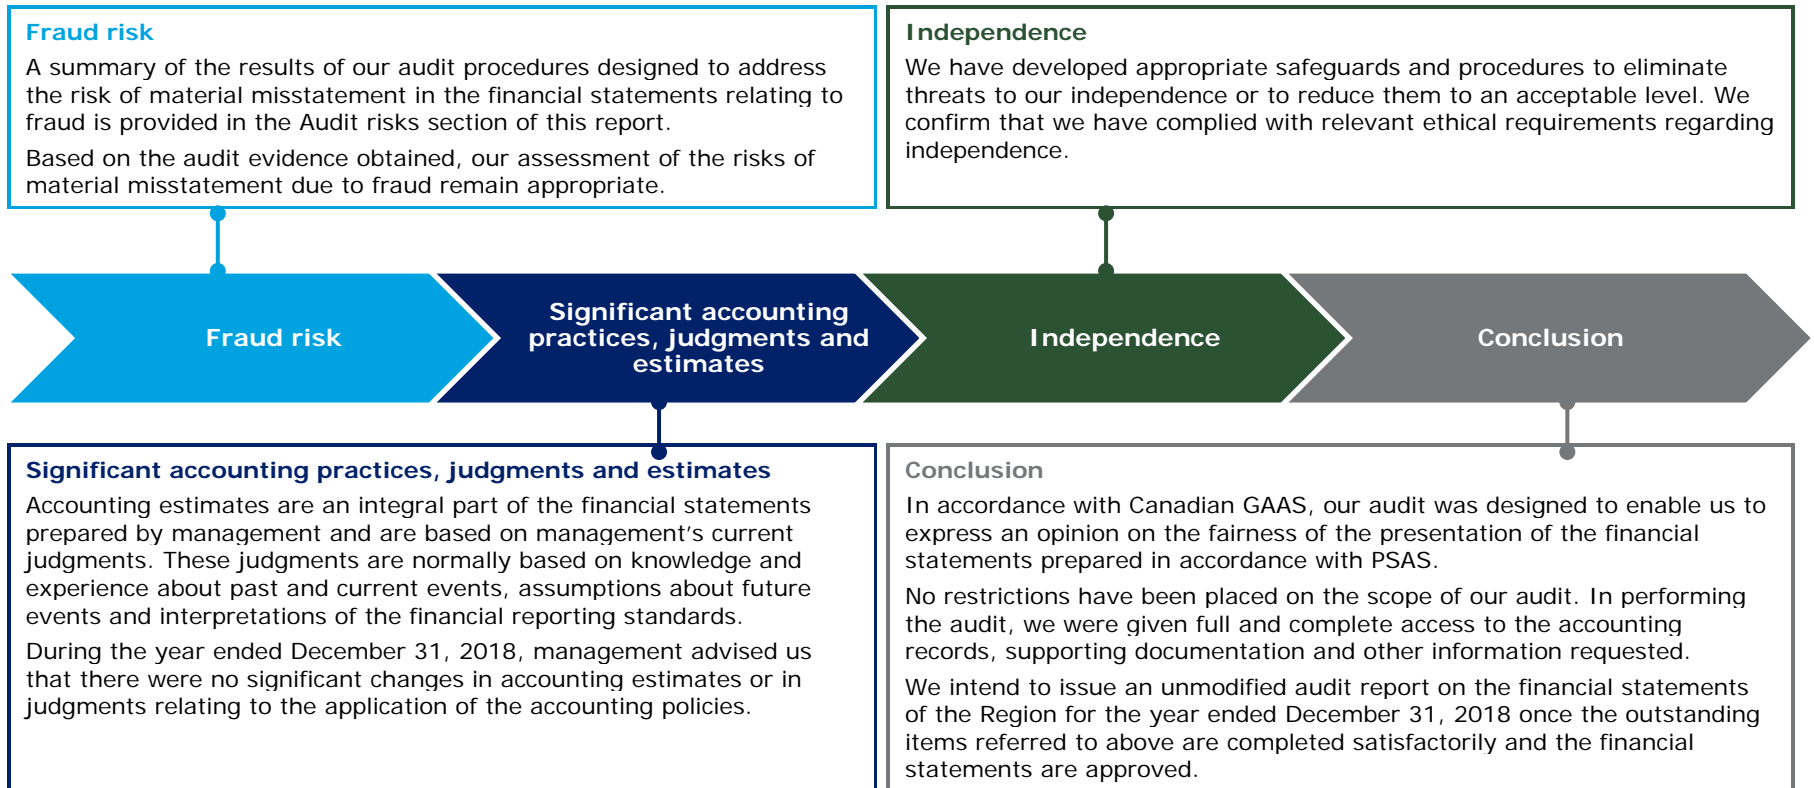 Fraud risk
A summary of the results of our audit procedures designed to address
the risk of material misstatement in the financial statements relating to
fraud is provided in the Audit risks section of this report.
Based on the audit evidence obtained, our assessment of the risks of
material misstatement due to fraud remain appropriate.
Independence
We have developed appropriate safeguards and procedures to eliminate
threats to our independence or to reduce them to an acceptable level. We
confirm that we have complied with relevant ethical requirements regarding
independence.
Fraud risk
Significant accounting
practices, judgments and
estimates
Independence
Conclusion
Significant accounting practices, judgments and estimates
Accounting estimates are an integral part of the financial statements
prepared by management and are based on management’s current
judgments. These judgments are normally based on knowledge and
experience about past and current events, assumptions about future
events and interpretations of the financial reporting standards.
During the year ended December 31, 2018, management advised us
that there were no significant changes in accounting estimates or in
judgments relating to the application of the accounting policies.
Conclusion
In accordance with Canadian GAAS, our audit was designed to enable us to
express an opinion on the fairness of the presentation of the financial
statements prepared in accordance with PSAS.
No restrictions have been placed on the scope of our audit. In performing
the audit, we were given full and complete access to the accounting
records, supporting documentation and other information requested.
We intend to issue an unmodified audit report on the financial statements
of the Region for the year ended December 31, 2018 once the outstanding
items referred to above are completed satisfactorily and the financial
statements are approved.